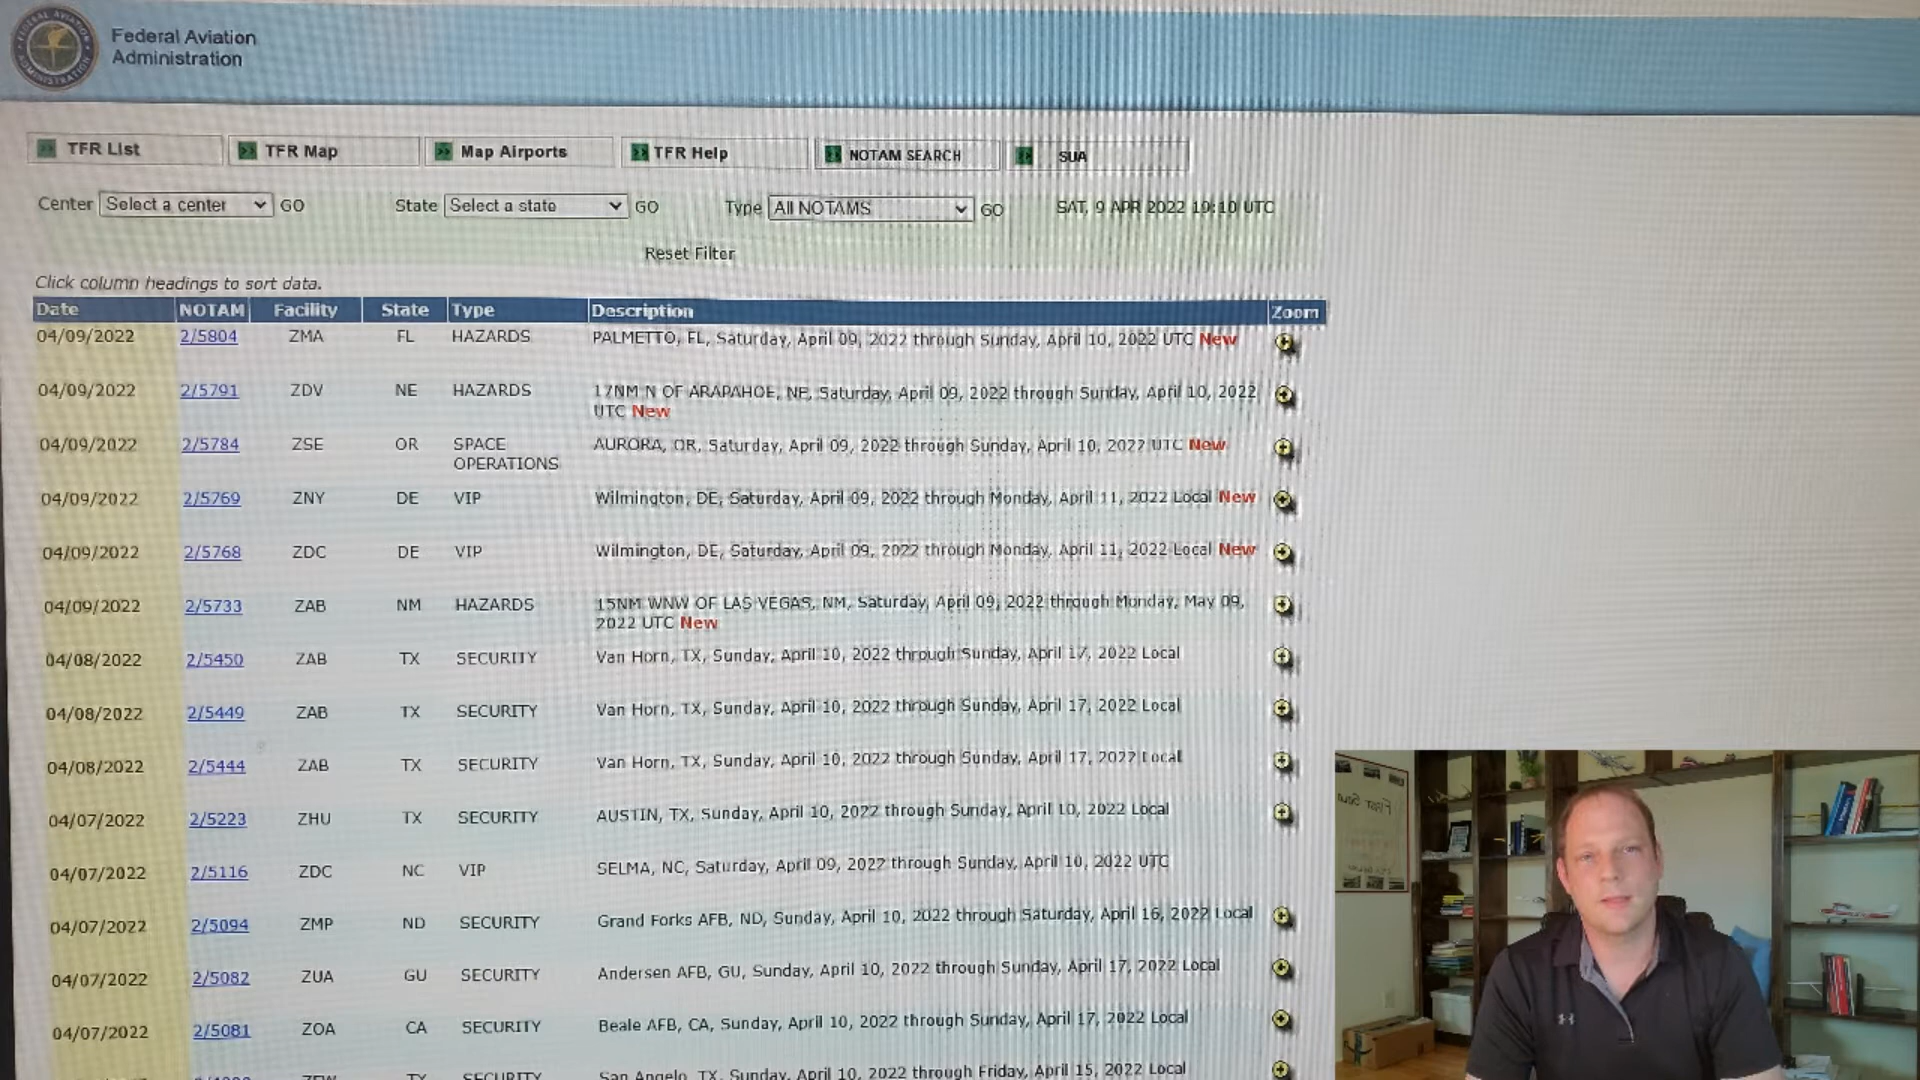 Federal Aviation
Administration
TFR List
TFR Map
Map Airports
TFR Help
NOTAM SEARCH
SUA
Center Select a center GO
State Select a state GO
Type All NOTAMS GO
SAT, 9 APR 2022 19:10 UTC
Reset Filter
Click column headings to sort data.
Date NOTAM Facility State Type Description Zoom
04/09/2022 2/5804 ZMA FL HAZARDS PALMETTO, FL, Saturday, April 09, 2022 through Sunday, April 10, 2022 UTC New
04/09/2022 2/5791 ZDV NE HAZARDS 17NM N OF ARAPAHOE, NE, Saturday, April 09, 2022 through Sunday, April 10, 2022
UTC New
04/09/2022 2/5784 ZSE OR SPACE AURORA, OR, Saturday, April 09, 2022 through Sunday, April 10, 2022 UTC New
OPERATIONS
04/09/2022 2/5769 ZNY DE VIP Wilmington, DE, Saturday, April 09, 2022 through Monday, April 11, 2022 Local New
04/09/2022 2/5768 ZDC DE VIP Wilmington, DE, Saturday, April 09, 2022 through Monday, April 11, 2022 Local New
04/09/2022 2/5733 ZAB NM HAZARDS 15NM WNW OF LAS VEGAS, NM, Saturday, April 09, 2022 through Monday, May 09,
2022 UTC New
04/08/2022 2/5450 ZAB TX SECURITY Van Horn, TX, Sunday, April 10, 2022 through Sunday, April 17, 2022 Local
04/08/2022 2/5449 ZAB TX SECURITY Van Horn, TX, Sunday, April 10, 2022 through Sunday, April 17, 2022 Local
04/08/2022 2/5444 ZAB TX SECURITY Van Horn, TX, Sunday, April 10, 2022 through Sunday, April 17, 2022 Local
04/07/2022 2/5223 ZHU TX SECURITY AUSTIN, TX, Sunday, April 10, 2022 through Sunday, April 10, 2022 Local
04/07/2022 2/5116 ZDC NC VIP SELMA, NC, Saturday, April 09, 2022 through Sunday, April 10, 2022 UTC
04/07/2022 2/5094 ZMP ND SECURITY Grand Forks AFB, ND, Sunday, April 10, 2022 through Saturday, April 16, 2022 Local
04/07/2022 2/5082 ZUA GU SECURITY Andersen AFB, GU, Sunday, April 10, 2022 through Sunday, April 17, 2022 Local
04/07/2022 2/5081 ZOA CA SECURITY Beale AFB, CA, Sunday, April 10, 2022 through Sunday, April 17, 2022 Local
ZFW TX SECURITY San Angelo, TX, Sunday, April 10, 2022 through Friday, April 15, 2022 Local